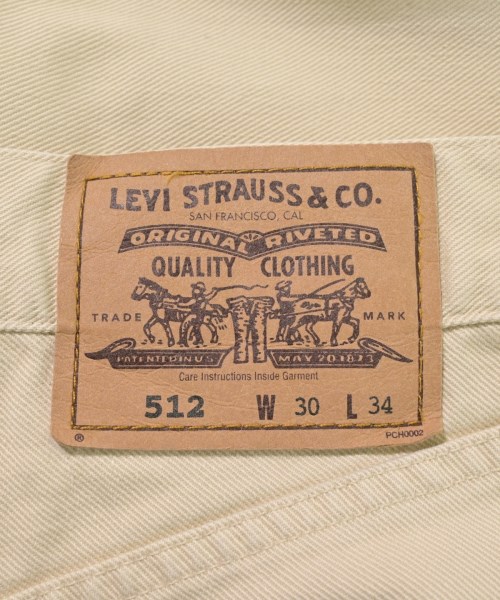 LEVI STRAUSS & CO.
SAN FRANCISCO, CAL
ORIGINAL RIVETED
QUALITY CLOTHING
TRADE MARK
PATENTED IN U.S. MAY 20 1873
Care Instructions Inside Garment
512 W 30 L 34
® PCH0002